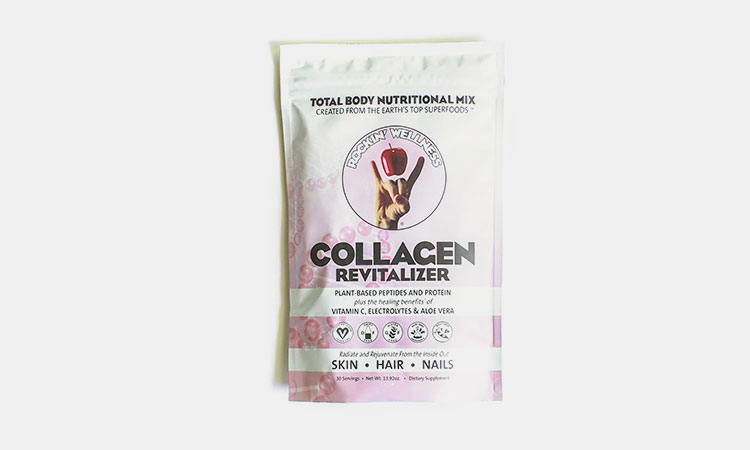 TOTAL BODY NUTRITIONAL MIX
CREATED FROM THE EARTH'S TOP SUPERFOODS™
ROCKIN' WELLNESS
®
COLLAGEN
REVITALIZER
PLANT-BASED PEPTIDES AND PROTEIN
plus the healing benefits of
VITAMIN C, ELECTROLYTES & ALOE VERA
Radiate and Rejuvenate From the Inside Out
SKIN • HAIR • NAILS
30 Servings • Net Wt. 13.92oz. • Dietary Supplement